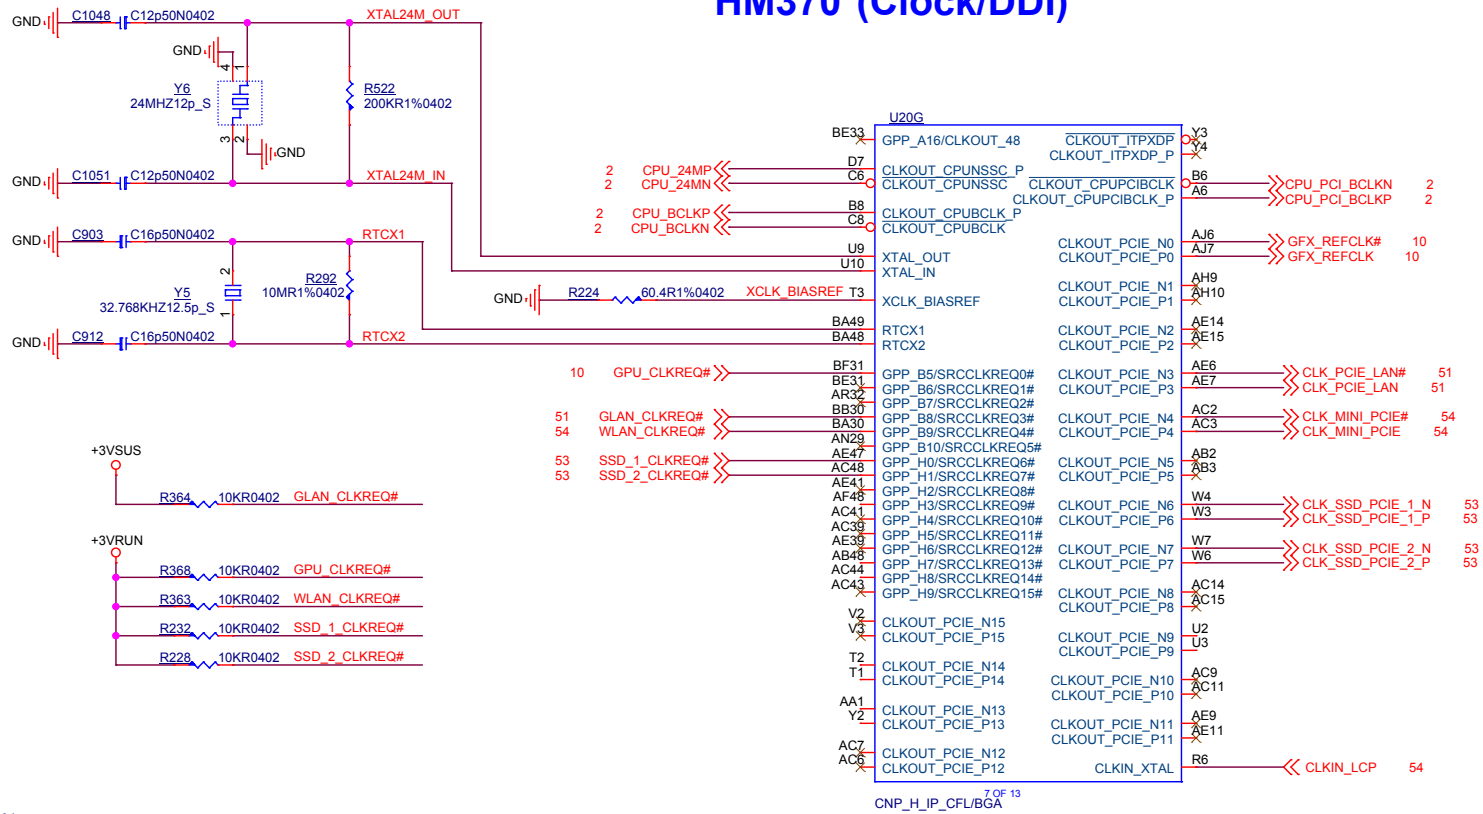 HM370 (Clock/DDI)
GND C1048 C12p50N0402 XTAL24M_OUT
GND 4 1
Y6
24MHZ12p_S
R522
200KR1%0402
3 2
GND
GND C1051 C12p50N0402 XTAL24M_IN
GND C903 C16p50N0402 RTCX1
2
Y5
32.768KHZ12.5p_S
1
R292
10MR1%0402
GND C912 C16p50N0402 RTCX2
GND R224 60.4R1%0402 XCLK_BIASREF
+3VSUS
R364 10KR0402 GLAN_CLKREQ#
+3VRUN
R368 10KR0402 GPU_CLKREQ#
R363 10KR0402 WLAN_CLKREQ#
R232 10KR0402 SSD_1_CLKREQ#
R228 10KR0402 SSD_2_CLKREQ#
U20G
BE33 GPP_A16/CLKOUT_48
2 CPU_24MP D7 CLKOUT_CPUNSSC_P
2 CPU_24MN C6 CLKOUT_CPUNSSC
2 CPU_BCLKP B8 CLKOUT_CPUBCLK_P
2 CPU_BCLKN C8 CLKOUT_CPUBCLK
U9 XTAL_OUT
U10 XTAL_IN
T3 XCLK_BIASREF
BA49 RTCX1
BA48 RTCX2
10 GPU_CLKREQ# BF31 GPP_B5/SRCCLKREQ0#
BE31 GPP_B6/SRCCLKREQ1#
AR32 GPP_B7/SRCCLKREQ2#
51 GLAN_CLKREQ# BB30 GPP_B8/SRCCLKREQ3#
54 WLAN_CLKREQ# BA30 GPP_B9/SRCCLKREQ4#
AN29 GPP_B10/SRCCLKREQ5#
53 SSD_1_CLKREQ# AE47 GPP_H0/SRCCLKREQ6#
53 SSD_2_CLKREQ# AC48 GPP_H1/SRCCLKREQ7#
AE41 GPP_H2/SRCCLKREQ8#
AF48 GPP_H3/SRCCLKREQ9#
AC41 GPP_H4/SRCCLKREQ10#
AC39 GPP_H5/SRCCLKREQ11#
AE39 GPP_H6/SRCCLKREQ12#
AB48 GPP_H7/SRCCLKREQ13#
AC44 GPP_H8/SRCCLKREQ14#
AC43 GPP_H9/SRCCLKREQ15#
V2 CLKOUT_PCIE_N15
V3 CLKOUT_PCIE_P15
T2 CLKOUT_PCIE_N14
T1 CLKOUT_PCIE_P14
AA1 CLKOUT_PCIE_N13
Y2 CLKOUT_PCIE_P13
AC7 CLKOUT_PCIE_N12
AC6 CLKOUT_PCIE_P12
CLKOUT_ITPXDP Y3
CLKOUT_ITPXDP_P Y4
CLKOUT_CPUPCIBCLK B6 CPU_PCI_BCLKN 2
CLKOUT_CPUPCIBCLK_P A6 CPU_PCI_BCLKP 2
CLKOUT_PCIE_N0 AJ6 GFX_REFCLK# 10
CLKOUT_PCIE_P0 AJ7 GFX_REFCLK 10
CLKOUT_PCIE_N1 AH9
CLKOUT_PCIE_P1 AH10
CLKOUT_PCIE_N2 AE14
CLKOUT_PCIE_P2 AE15
CLKOUT_PCIE_N3 AE6 CLK_PCIE_LAN# 51
CLKOUT_PCIE_P3 AE7 CLK_PCIE_LAN 51
CLKOUT_PCIE_N4 AC2 CLK_MINI_PCIE# 54
CLKOUT_PCIE_P4 AC3 CLK_MINI_PCIE 54
CLKOUT_PCIE_N5 AB2
CLKOUT_PCIE_P5 AB3
CLKOUT_PCIE_N6 W4 CLK_SSD_PCIE_1_N 53
CLKOUT_PCIE_P6 W3 CLK_SSD_PCIE_1_P 53
CLKOUT_PCIE_N7 W7 CLK_SSD_PCIE_2_N 53
CLKOUT_PCIE_P7 W6 CLK_SSD_PCIE_2_P 53
CLKOUT_PCIE_N8 AC14
CLKOUT_PCIE_P8 AC15
CLKOUT_PCIE_N9 U2
CLKOUT_PCIE_P9 U3
CLKOUT_PCIE_N10 AC9
CLKOUT_PCIE_P10 AC11
CLKOUT_PCIE_N11 AE9
CLKOUT_PCIE_P11 AE11
CLKIN_XTAL R6 CLKIN_LCP 54
7 OF 13
CNP_H_IP_CFL/BGA